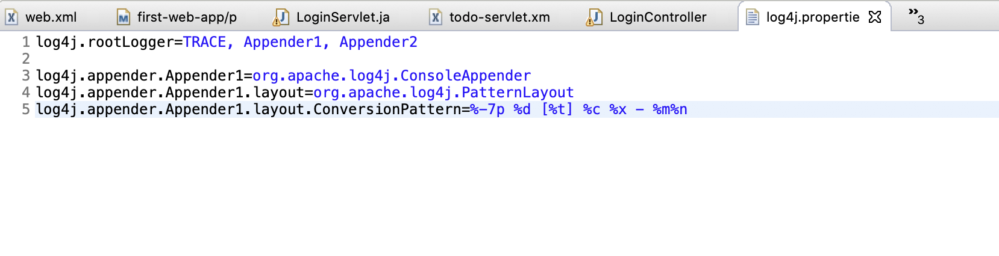 web.xml first-web-app/p LoginServlet.ja todo-servlet.xm LoginController log4j.propertie »3
1 log4j.rootLogger=TRACE, Appender1, Appender2
2
3 log4j.appender.Appender1=org.apache.log4j.ConsoleAppender
4 log4j.appender.Appender1.layout=org.apache.log4j.PatternLayout
5 log4j.appender.Appender1.layout.ConversionPattern=%-7p %d [%t] %c %x - %m%n